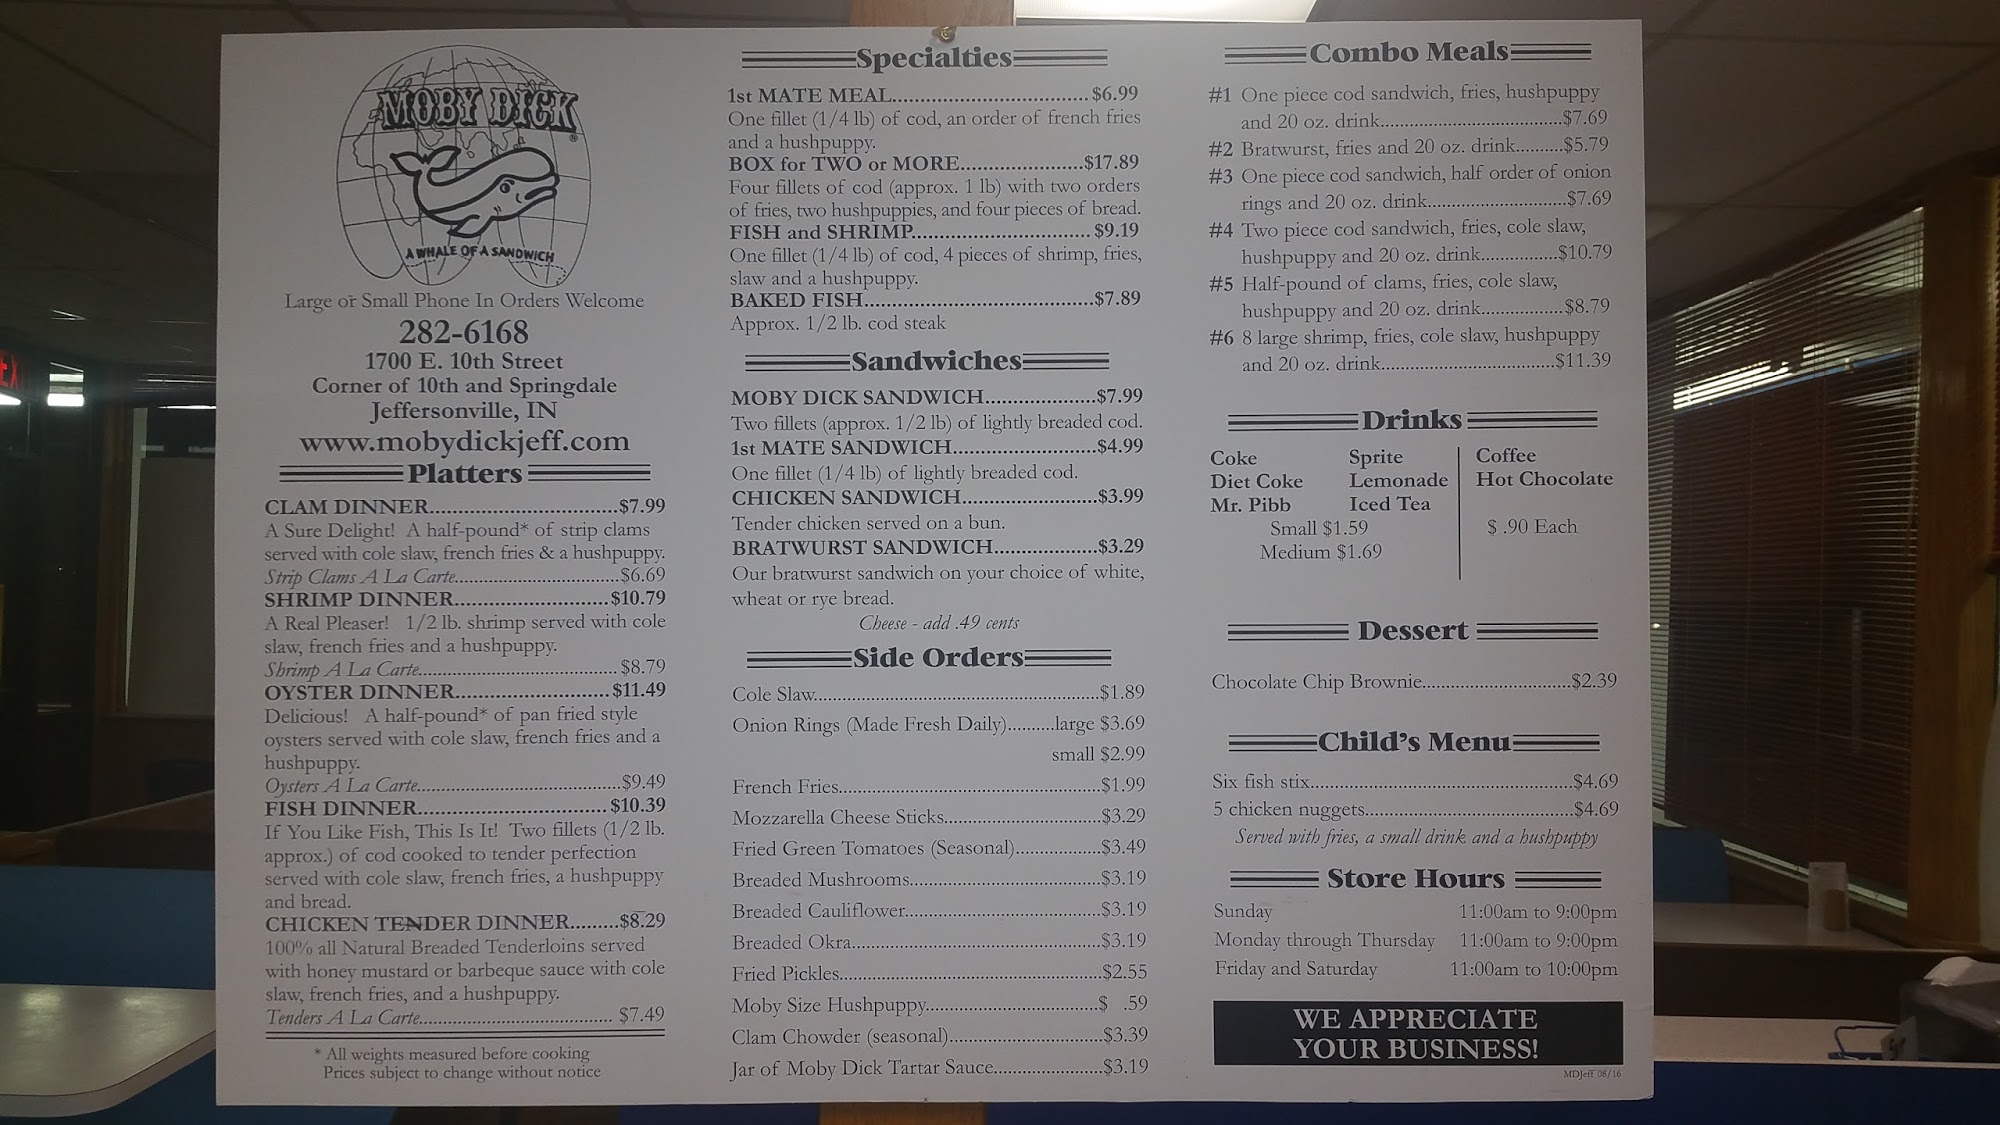 MOBY DICK
®
A WHALE OF A SANDWICH
Large or Small Phone In Orders Welcome
282-6168
1700 E. 10th Street
Corner of 10th and Springdale
Jeffersonville, IN
www.mobydickjeff.com
Platters
CLAM DINNER..............................$7.99
A Sure Delight! A half-pound* of strip clams
served with cole slaw, french fries & a hushpuppy.
Strip Clams A La Carte..............................$6.69
SHRIMP DINNER.........................$10.79
A Real Pleaser! 1/2 lb. shrimp served with cole
slaw, french fries and a hushpuppy.
Shrimp A La Carte....................................$8.79
OYSTER DINNER.........................$11.49
Delicious! A half-pound* of pan fried style
oysters served with cole slaw, french fries and a
hushpuppy.
Oysters A La Carte.....................................$9.49
FISH DINNER...............................$10.39
If You Like Fish, This Is It! Two fillets (1/2 lb.
approx.) of cod cooked to tender perfection
served with cole slaw, french fries, a hushpuppy
and bread.
CHICKEN TENDER DINNER.........$8.29
100% all Natural Breaded Tenderloins served
with honey mustard or barbeque sauce with cole
slaw, french fries, and a hushpuppy.
Tenders A La Carte................................... $7.49
* All weights measured before cooking
Prices subject to change without notice
Specialties
1st MATE MEAL................................$6.99
One fillet (1/4 lb) of cod, an order of french fries
and a hushpuppy.
BOX for TWO or MORE....................$17.89
Four fillets of cod (approx. 1 lb) with two orders
of fries, two hushpuppies, and four pieces of bread.
FISH and SHRIMP............................. $9.19
One fillet (1/4 lb) of cod, 4 pieces of shrimp, fries,
slaw and a hushpuppy.
BAKED FISH.....................................$7.89
Approx. 1/2 lb. cod steak
Sandwiches
MOBY DICK SANDWICH..................$7.99
Two fillets (approx. 1/2 lb) of lightly breaded cod.
1st MATE SANDWICH.......................$4.99
One fillet (1/4 lb) of lightly breaded cod.
CHICKEN SANDWICH......................$3.99
Tender chicken served on a bun.
BRATWURST SANDWICH.................$3.29
Our bratwurst sandwich on your choice of white,
wheat or rye bread.
Cheese - add .49 cents
Side Orders
Cole Slaw..................................................$1.89
Onion Rings (Made Fresh Daily)..........large $3.69
small $2.99
French Fries...............................................$1.99
Mozzarella Cheese Sticks............................$3.29
Fried Green Tomatoes (Seasonal)...............$3.49
Breaded Mushrooms..................................$3.19
Breaded Cauliflower...................................$3.19
Breaded Okra.............................................$3.19
Fried Pickles...............................................$2.55
Moby Size Hushpuppy...............................$ .59
Clam Chowder (seasonal)...........................$3.39
Jar of Moby Dick Tartar Sauce....................$3.19
Combo Meals
#1 One piece cod sandwich, fries, hushpuppy
and 20 oz. drink...................................$7.69
#2 Bratwurst, fries and 20 oz. drink.........$5.79
#3 One piece cod sandwich, half order of onion
rings and 20 oz. drink...........................$7.69
#4 Two piece cod sandwich, fries, cole slaw,
hushpuppy and 20 oz. drink...............$10.79
#5 Half-pound of clams, fries, cole slaw,
hushpuppy and 20 oz. drink................$8.79
#6 8 large shrimp, fries, cole slaw, hushpuppy
and 20 oz. drink..................................$11.39
Drinks
Coke Sprite Coffee
Diet Coke Lemonade Hot Chocolate
Mr. Pibb Iced Tea
Small $1.59 $ .90 Each
Medium $1.69
Dessert
Chocolate Chip Brownie.............................$2.39
Child's Menu
Six fish stix..................................................$4.69
5 chicken nuggets........................................$4.69
Served with fries, a small drink and a hushpuppy
Store Hours
Sunday 11:00am to 9:00pm
Monday through Thursday 11:00am to 9:00pm
Friday and Saturday 11:00am to 10:00pm
WE APPRECIATE
YOUR BUSINESS!
MDJeff 08/16